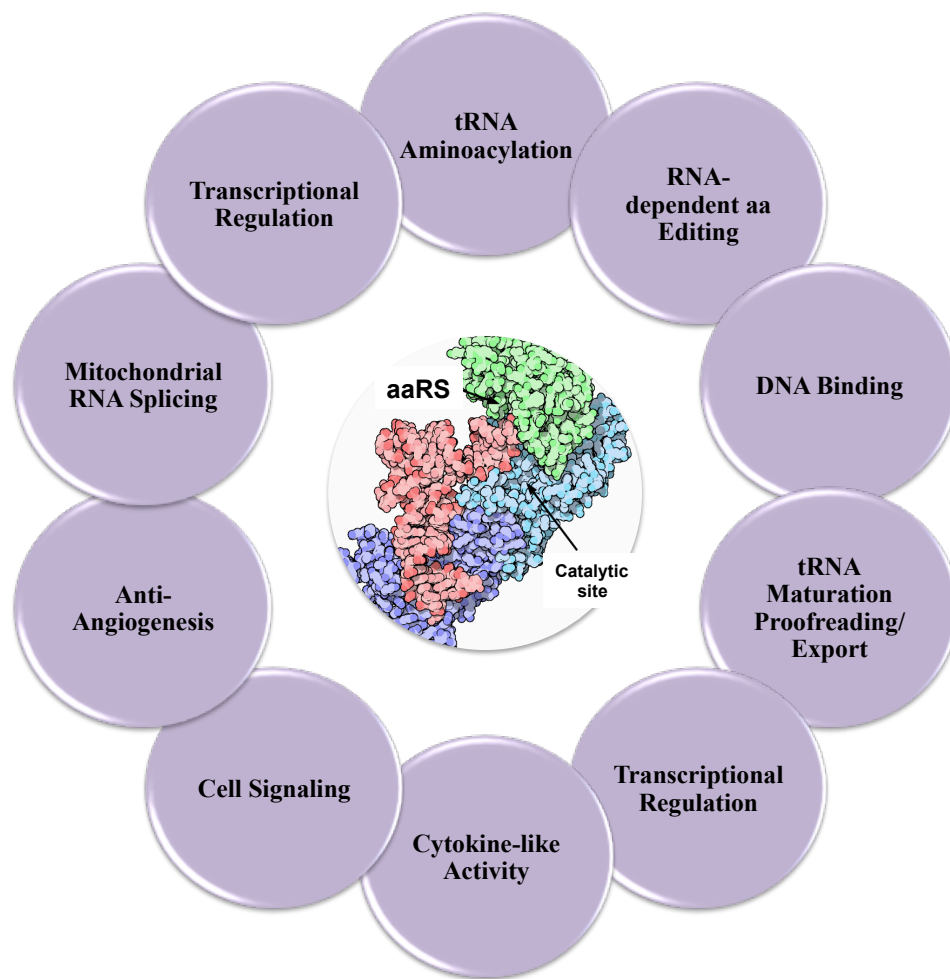 tRNA
Aminoacylation
RNA-
dependent aa
Editing
DNA Binding
tRNA
Maturation
Proofreading/
Export
Transcriptional
Regulation
Cytokine-like
Activity
Cell Signaling
Anti-
Angiogenesis
Mitochondrial
RNA Splicing
Transcriptional
Regulation
aaRS
Catalytic
site